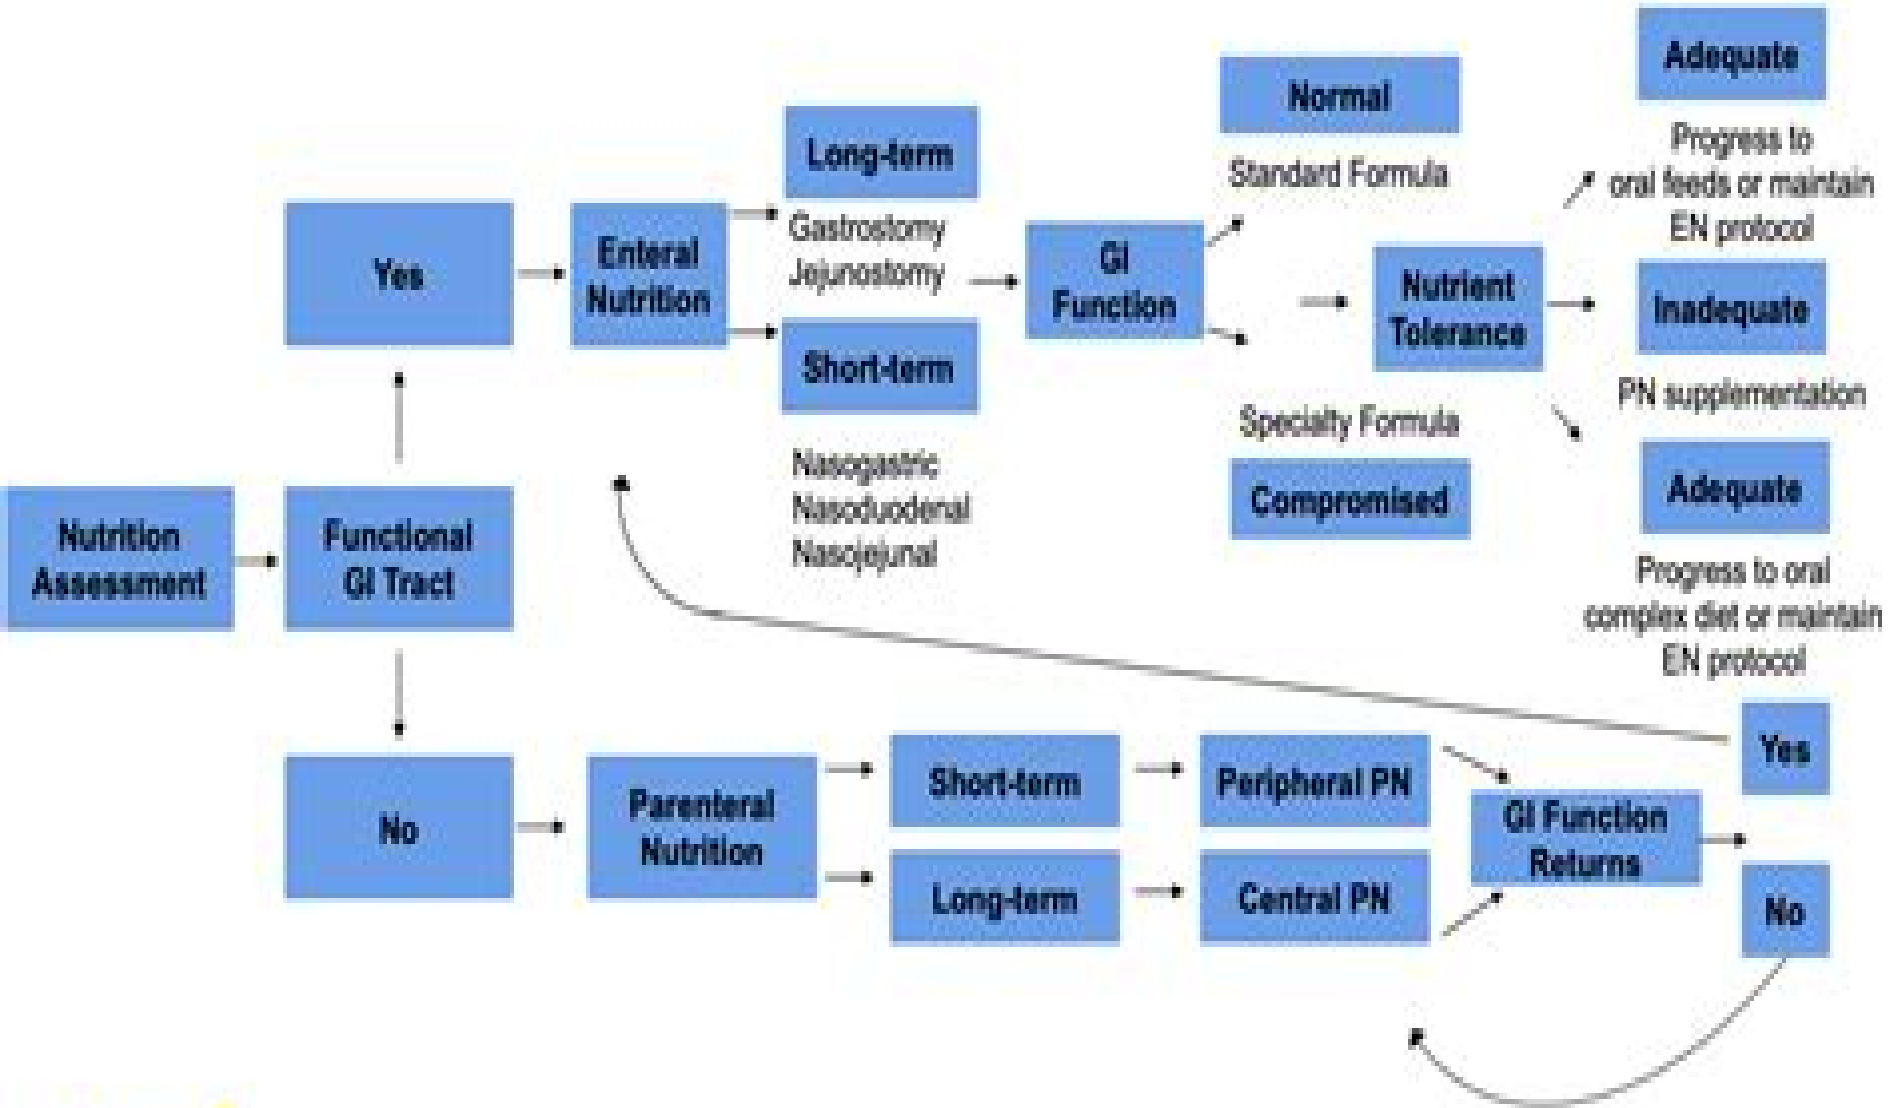 Adequate
Progress to
oral feeds or maintain
EN protocol
Normal
Standard Formula
Long-term
Gastrostomy
Jejunostomy
Yes
Enteral
Nutrition
GI
Function
Nutrient
Tolerance
Inadequate
PN supplementation
Short-term
Nasogastric
Nasoduodenal
Nasojejunal
Specialty Formula
Compromised
Adequate
Progress to oral
complex diet or maintain
EN protocol
Nutrition
Assessment
Functional
GI Tract
No
Parenteral
Nutrition
Short-term
Peripheral PN
Long-term
Central PN
GI Function
Returns
Yes
No